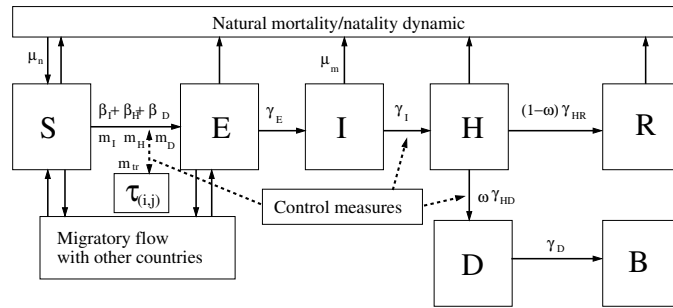 Natural mortality/natality dynamic
μn
μm
S
βI+ βH+ βD
mI mH mD
E
γE
I
γI
H
(1−ω) γHR
R
mtr
τ(i,j)
Control measures
ω γHD
Migratory flow
with other countries
D
γD
B